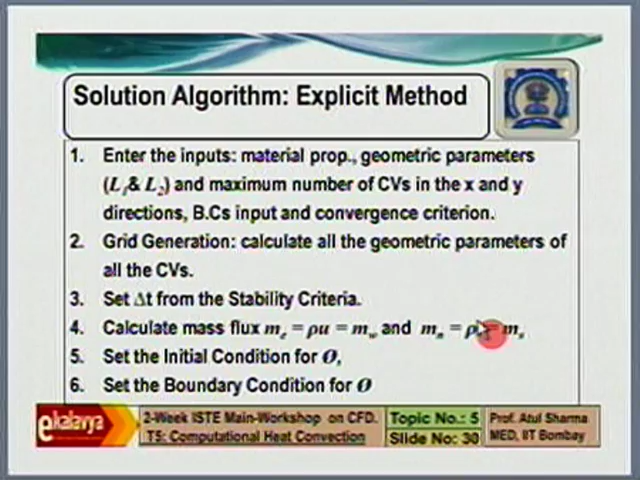 Solution Algorithm: Explicit Method
1. Enter the inputs: material prop., geometric parameters
(L₁& L₂) and maximum number of CVs in the x and y
directions, B.Cs input and convergence criterion.
2. Grid Generation: calculate all the geometric parameters of
all the CVs.
3. Set Δt from the Stability Criteria.
4. Calculate mass flux mₑ = ρu = m_w and mₙ = ρ = mₛ
5. Set the Initial Condition for Ø,
6. Set the Boundary Condition for Ø
ekalavya
2-Week ISTE Main-Workshop on CFD.
T5: Computational Heat Convection
Topic No.: 5
Slide No: 30
Prof. Atul Sharma
MED, IIT Bombay